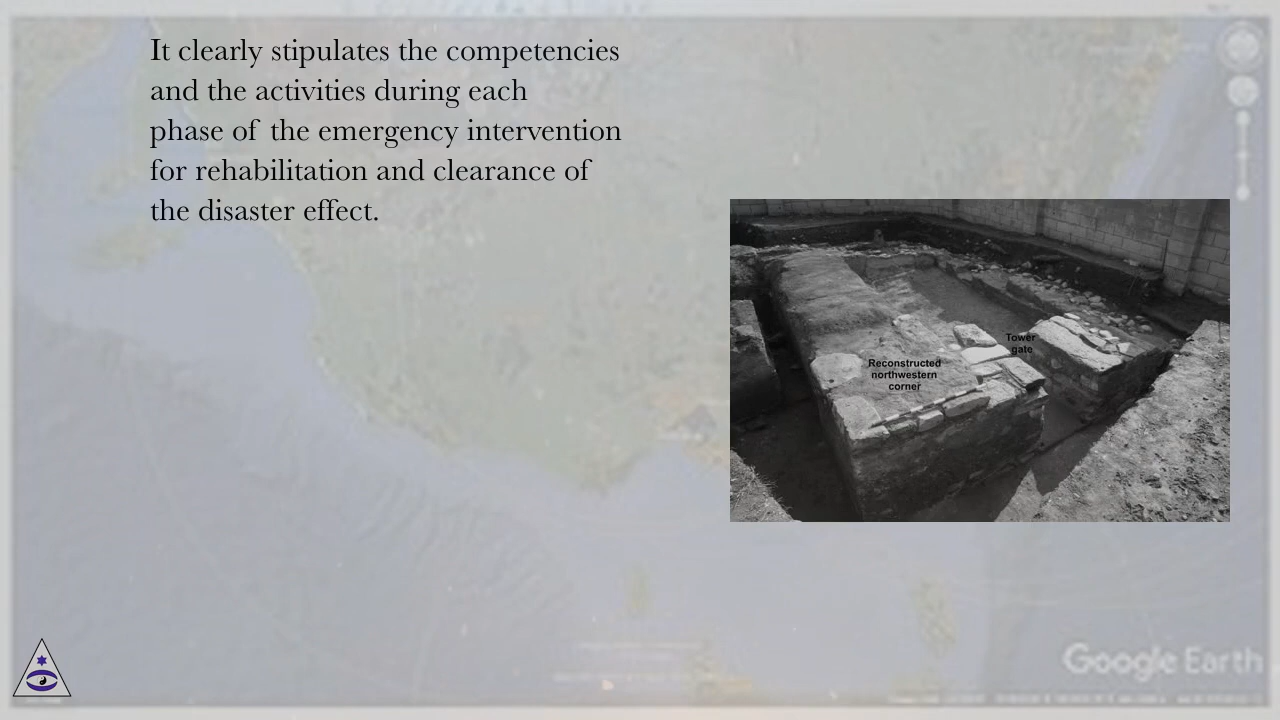 It clearly stipulates the competencies
and the activities during each
phase of the emergency intervention
for rehabilitation and clearance of
the disaster effect.
Tower
gate
Reconstructed
northwestern
corner
Google Earth